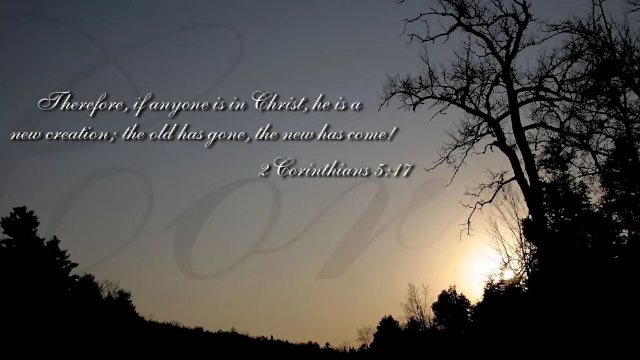 Therefore, if anyone is in Christ, he is a
new creation; the old has gone, the new has come!
2 Corinthians 5:17